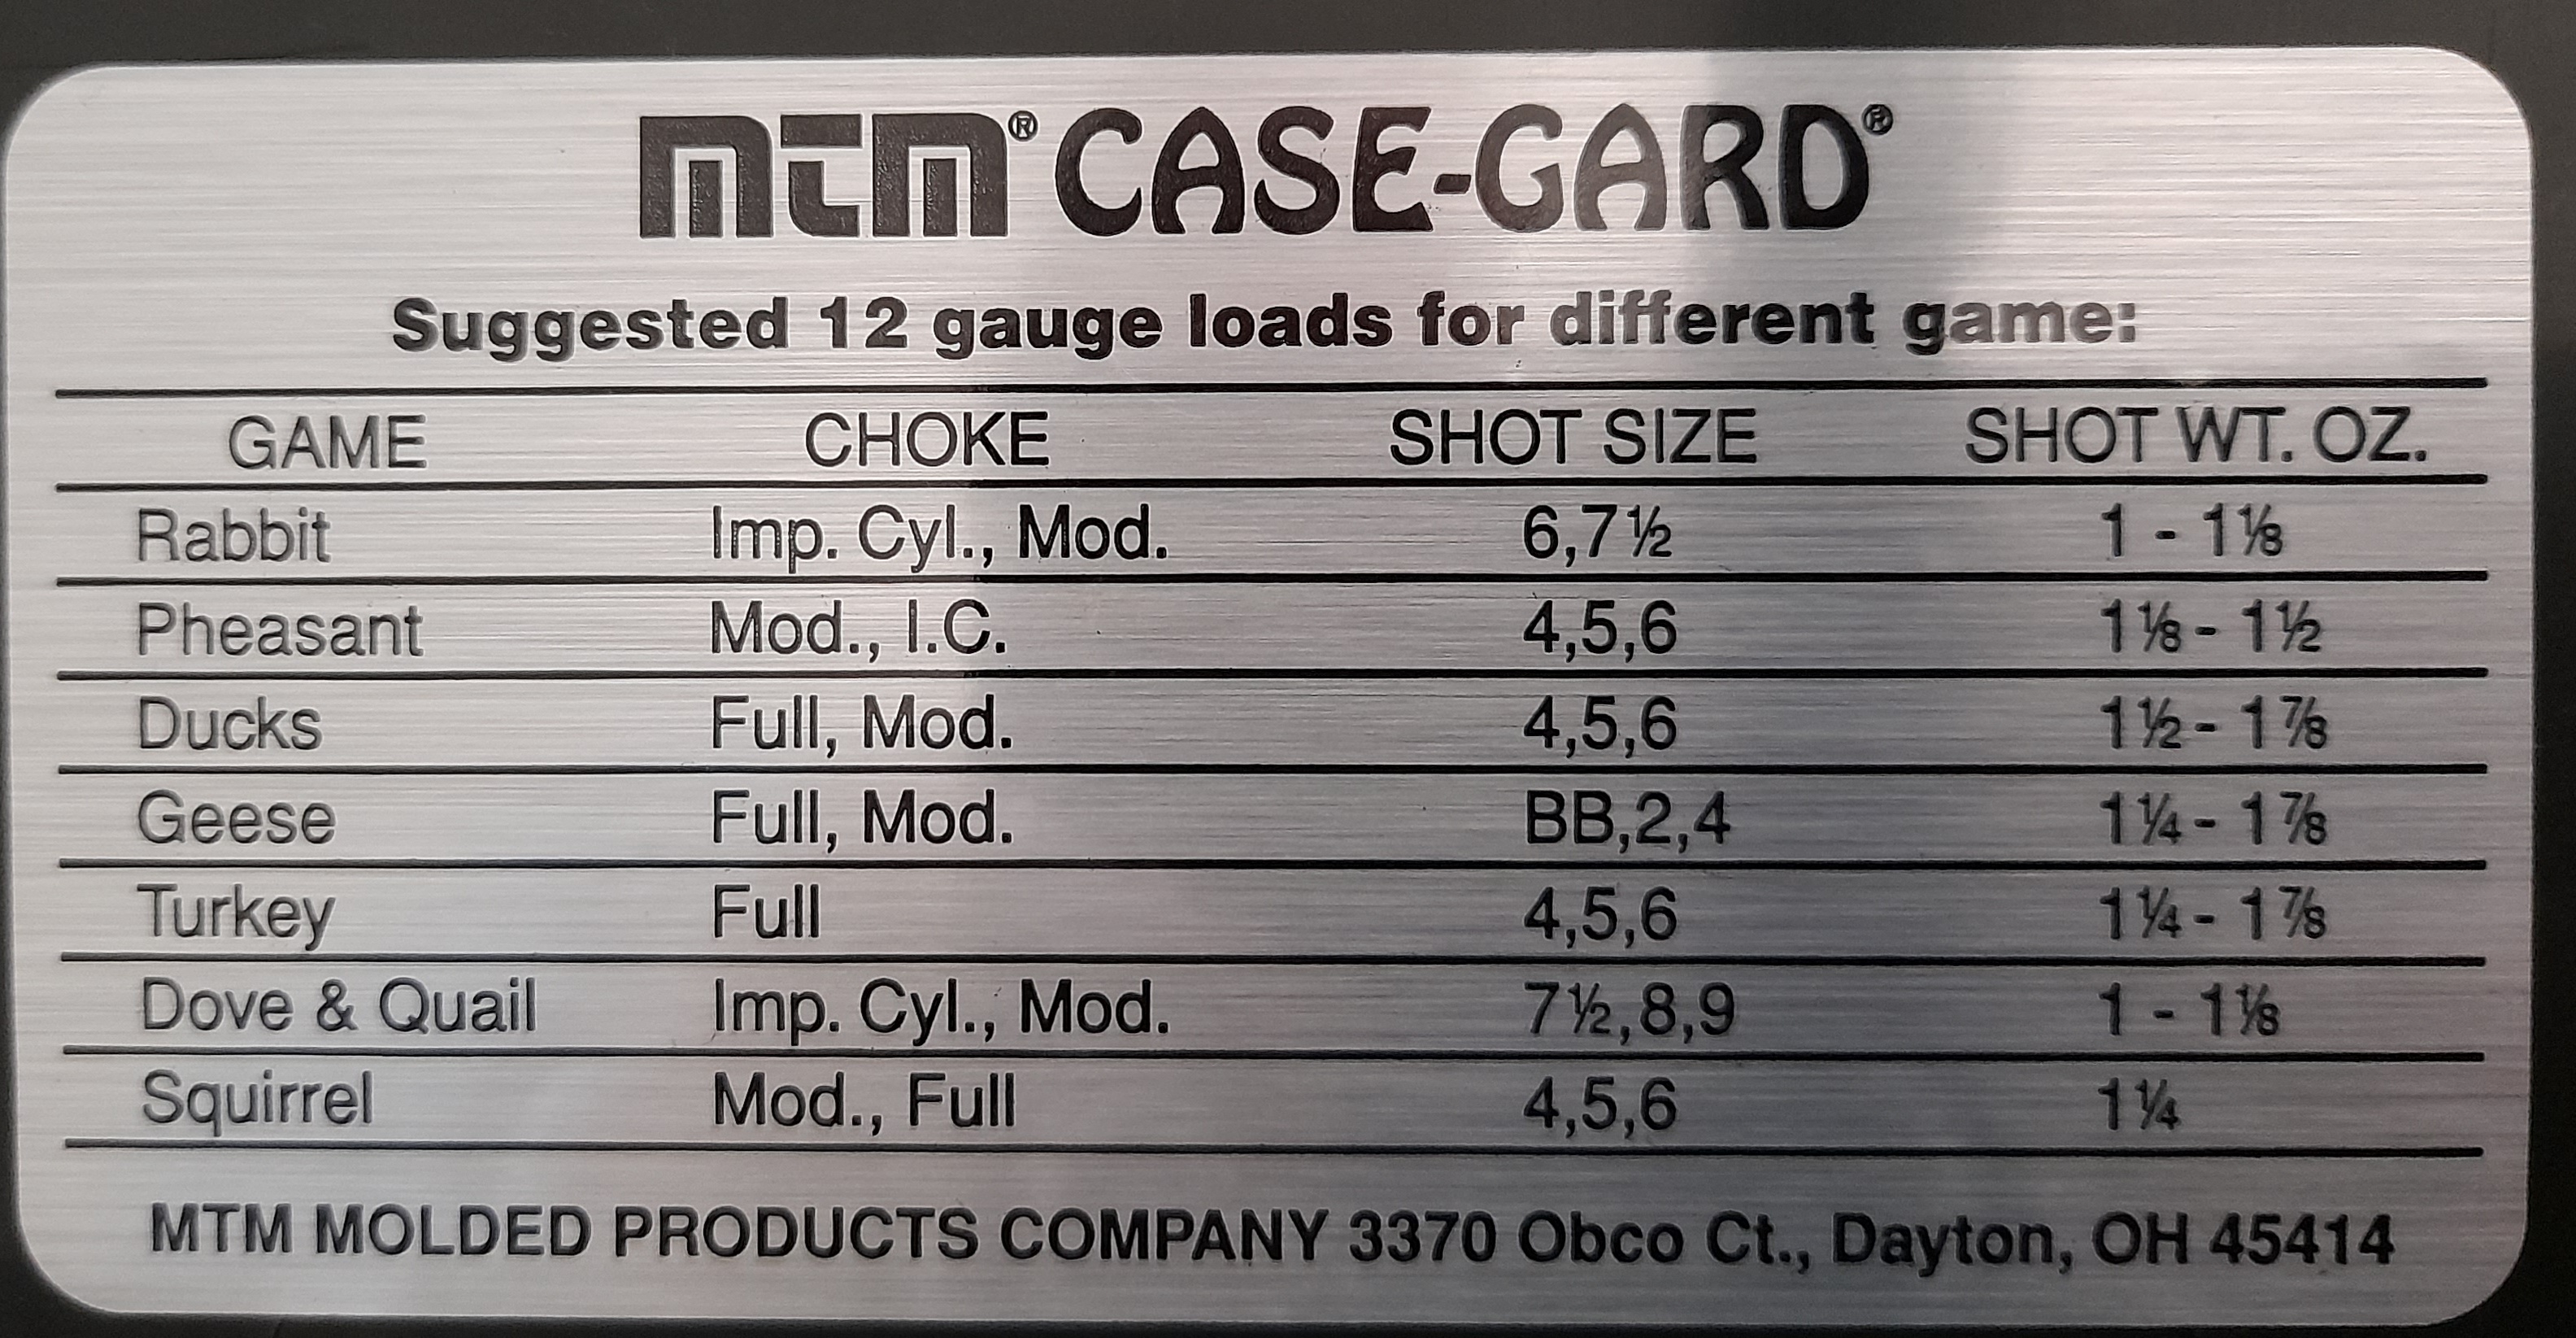 mtm® CASE-GARD®
Suggested 12 gauge loads for different game:
GAME CHOKE SHOT SIZE SHOT WT. OZ.
Rabbit Imp. Cyl., Mod. 6,7½ 1 - 1⅛
Pheasant Mod., I.C. 4,5,6 1⅛ - 1½
Ducks Full, Mod. 4,5,6 1½ - 1⅞
Geese Full, Mod. BB,2,4 1¼ - 1⅞
Turkey Full 4,5,6 1¼ - 1⅞
Dove & Quail Imp. Cyl., Mod. 7½,8,9 1 - 1⅛
Squirrel Mod., Full 4,5,6 1¼
MTM MOLDED PRODUCTS COMPANY 3370 Obco Ct., Dayton, OH 45414